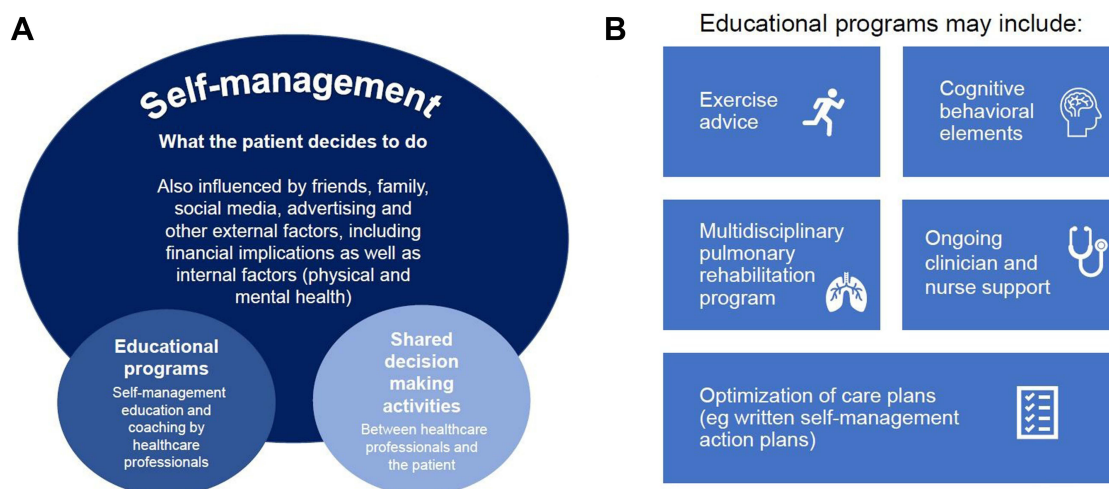 A
Self-management
What the patient decides to do
Also influenced by friends, family,
social media, advertising and
other external factors, including
financial implications as well as
internal factors (physical and
mental health)
Educational
programs
Self-management
education and
coaching by
healthcare
professionals
Shared
decision
making
activities
Between healthcare
professionals and
the patient
B
Educational programs may include:
Exercise
advice
Cognitive
behavioral
elements
Multidisciplinary
pulmonary
rehabilitation
program
Ongoing
clinician and
nurse support
Optimization of care plans
(eg written self-management
action plans)